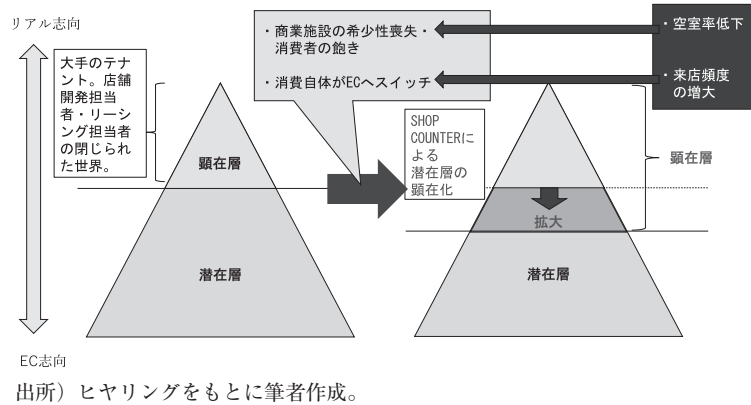 リアル志向
大手のテナ
ント。店舗
開発担当
者・リーシ
ング担当者
の閉じられ
た世界。
顕在層
潜在層
EC志向
・商業施設の希少性喪失・
消費者の飽き
・消費自体がECへスイッチ
SHOP
COUNTERに
よる
潜在層の
顕在化
・空室率低下
・来店頻度
の増大
顕在層
拡大
潜在層
出所）ヒヤリングをもとに筆者作成。